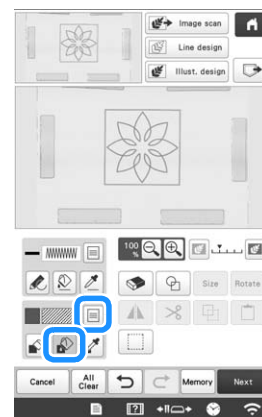 Image scan
Line design
Illust. design
100 %
Size
Rotate
Cancel
All Clear
Memory
Next